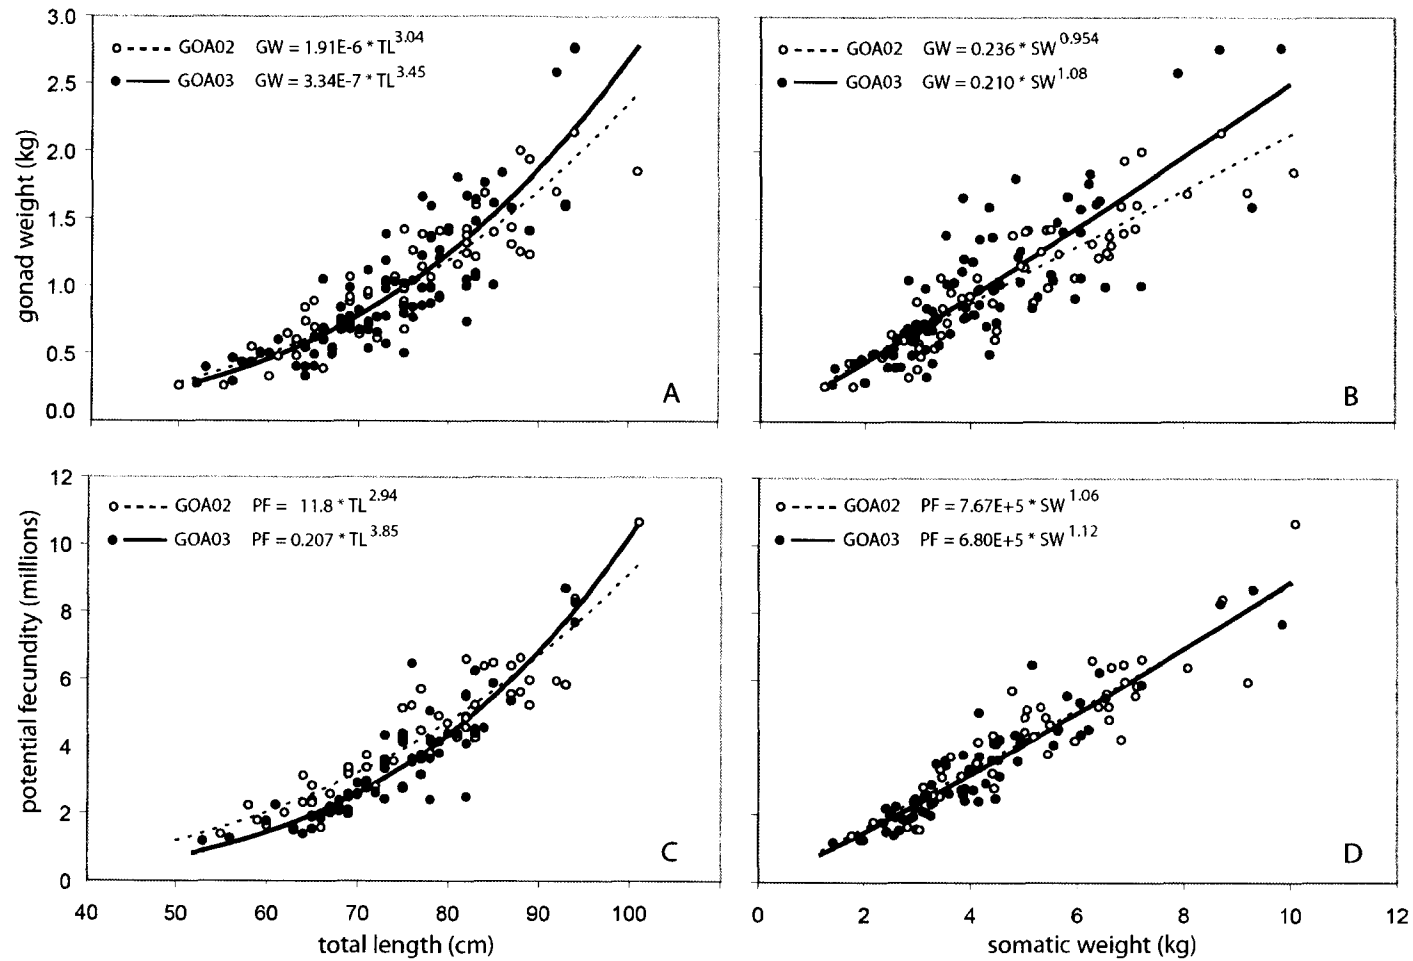 3.0
2.5
2.0
1.5
1.0
0.5
0.0
gonad weight (kg)
GOA02 GW = 1.91E-6 * TL^3.04
GOA03 GW = 3.34E-7 * TL^3.45
A
GOA02 GW = 0.236 * SW^0.954
GOA03 GW = 0.210 * SW^1.08
B
12
10
8
6
4
2
0
potential fecundity (millions)
GOA02 PF = 11.8 * TL^2.94
GOA03 PF = 0.207 * TL^3.85
C
40 50 60 70 80 90 100
total length (cm)
GOA02 PF = 7.67E+5 * SW^1.06
GOA03 PF = 6.80E+5 * SW^1.12
D
0 2 4 6 8 10 12
somatic weight (kg)